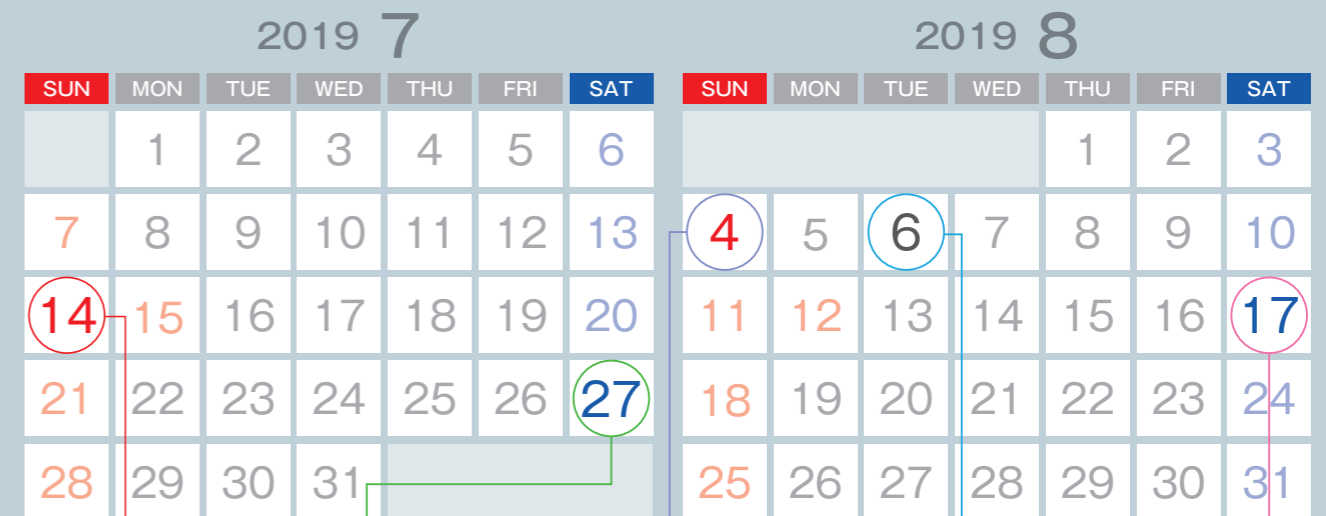 2019 7
SUN MON TUE WED THU FRI SAT
1 2 3 4 5 6
7 8 9 10 11 12 13
14 15 16 17 18 19 20
21 22 23 24 25 26 27
28 29 30 31
2019 8
SUN MON TUE WED THU FRI SAT
1 2 3
4 5 6 7 8 9 10
11 12 13 14 15 16 17
18 19 20 21 22 23 24
25 26 27 28 29 30 31